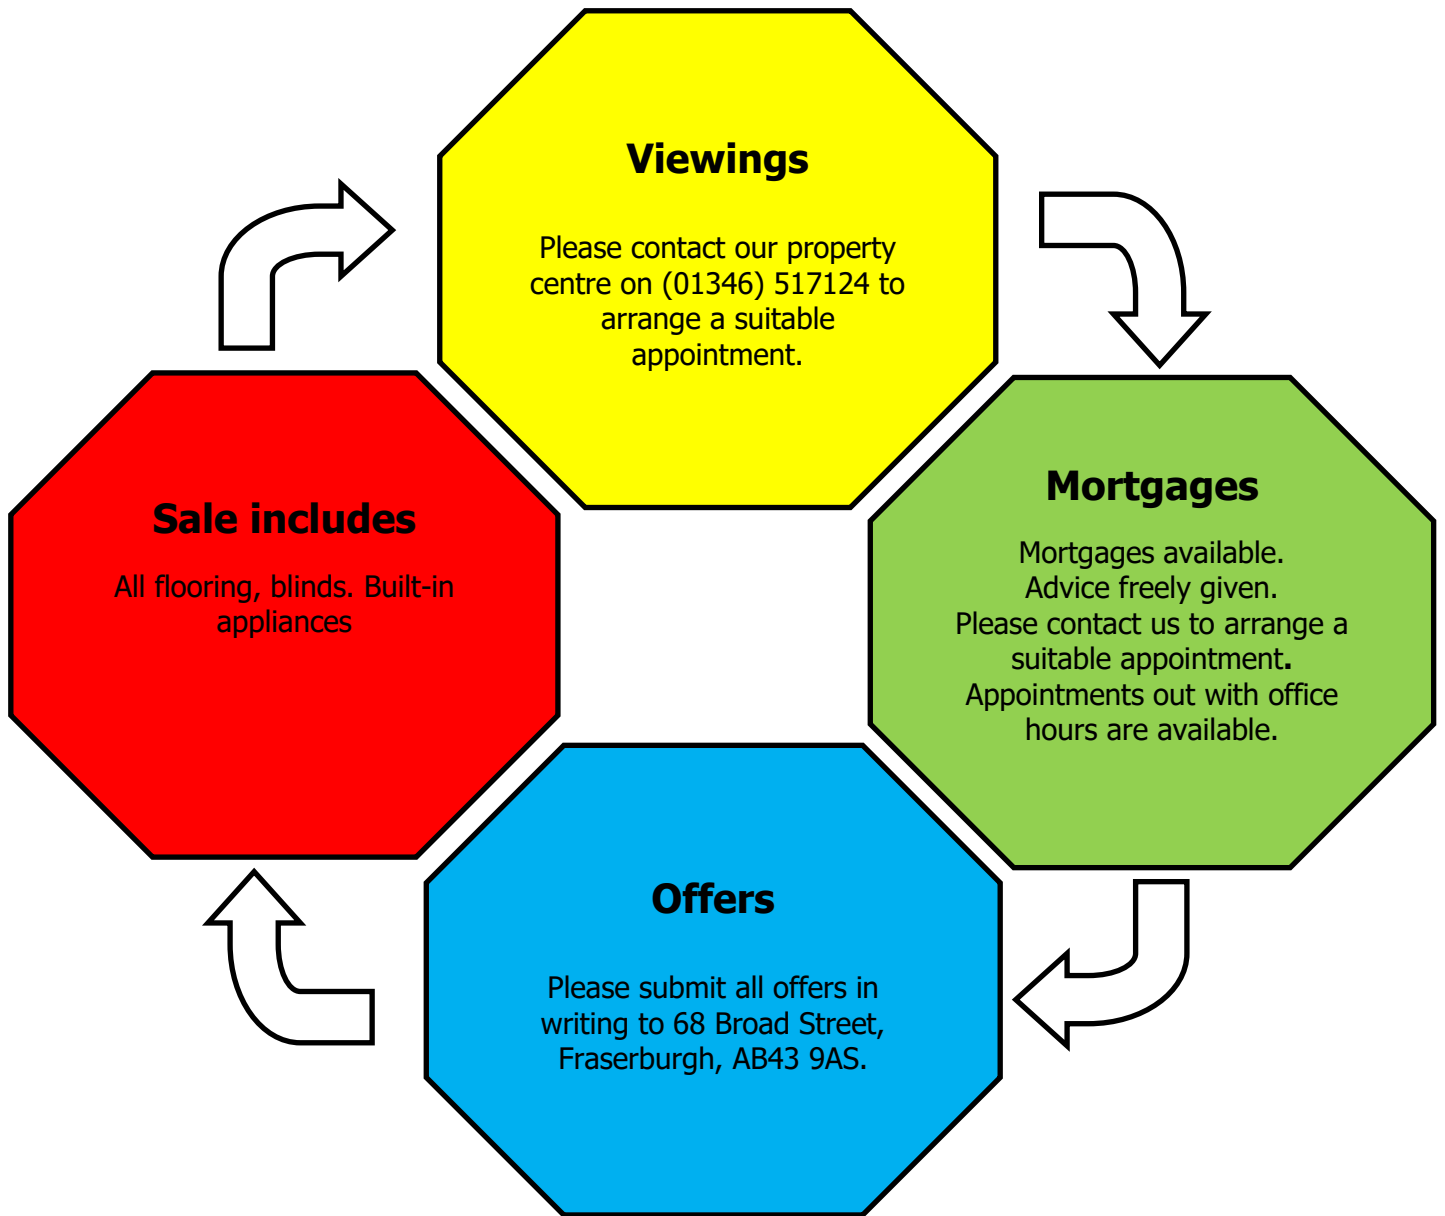 Viewings
Please contact our property
centre on (01346) 517124 to
arrange a suitable
appointment.
Mortgages
Mortgages available.
Advice freely given.
Please contact us to arrange a
suitable appointment.
Appointments out with office
hours are available.
Offers
Please submit all offers in
writing to 68 Broad Street,
Fraserburgh, AB43 9AS.
Sale includes
All flooring, blinds. Built-in
appliances